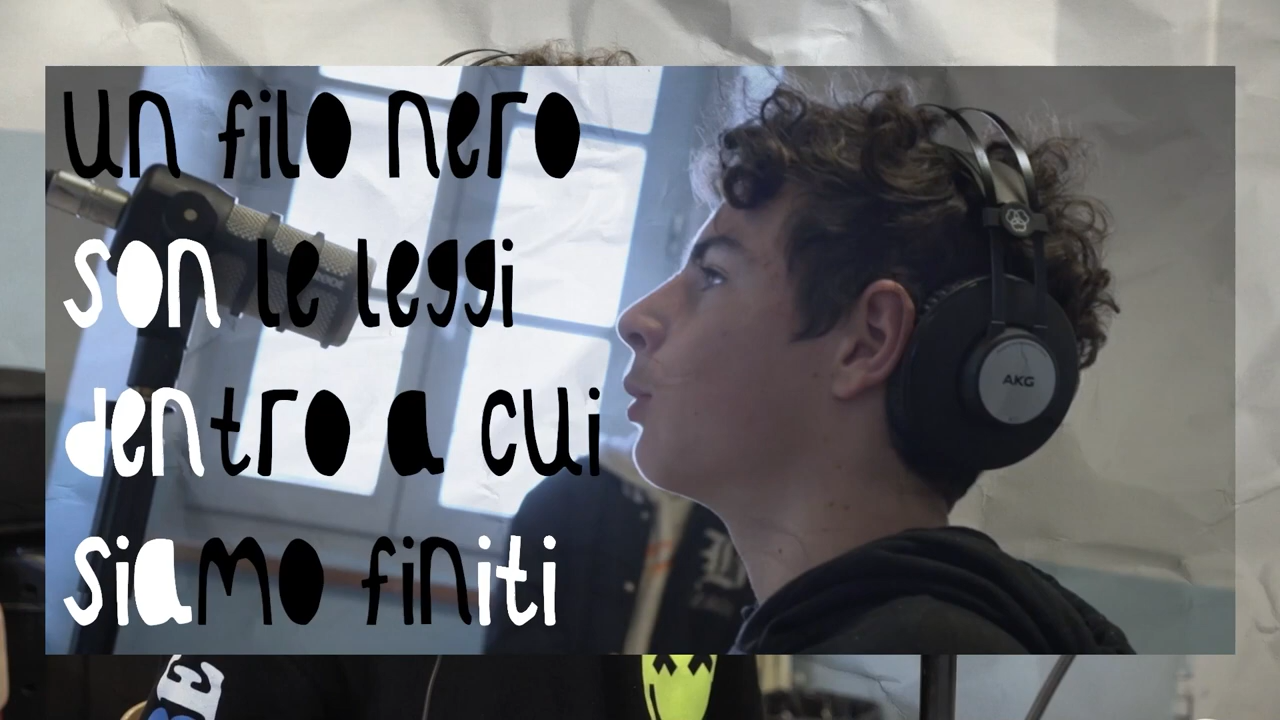 un filo nero
son le leggi
dentro a cui
siamo finiti
AKG